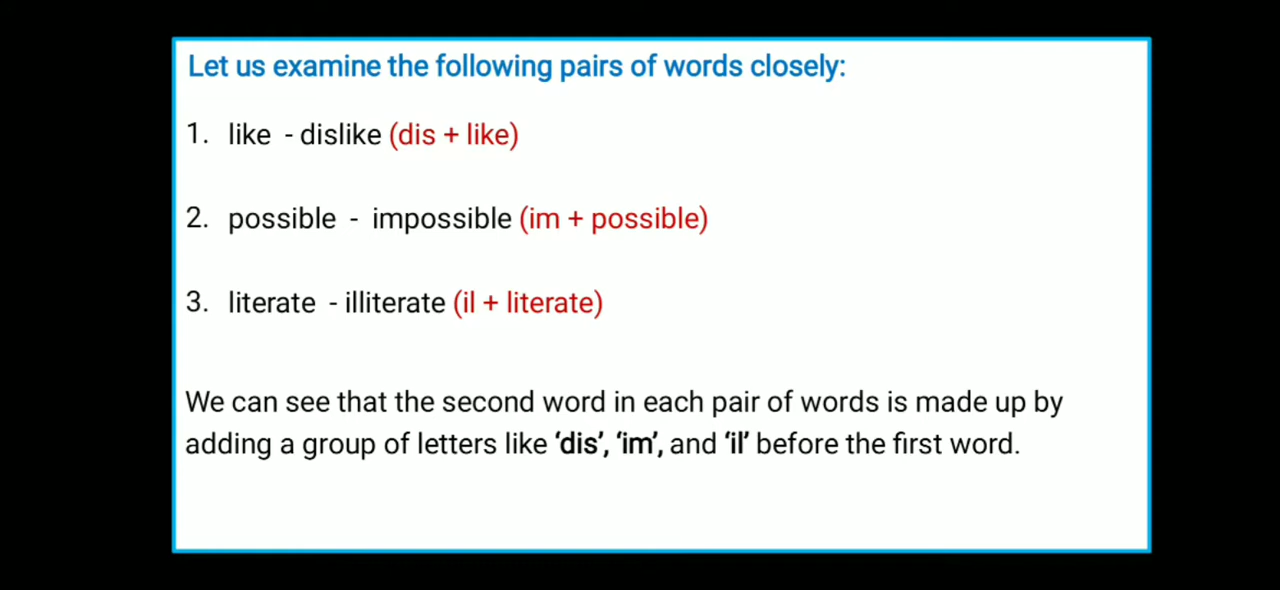 Let us examine the following pairs of words closely:
1. like - dislike (dis + like)
2. possible - impossible (im + possible)
3. literate - illiterate (il + literate)
We can see that the second word in each pair of words is made up by
adding a group of letters like ‘dis’, ‘im’, and ‘il’ before the first word.